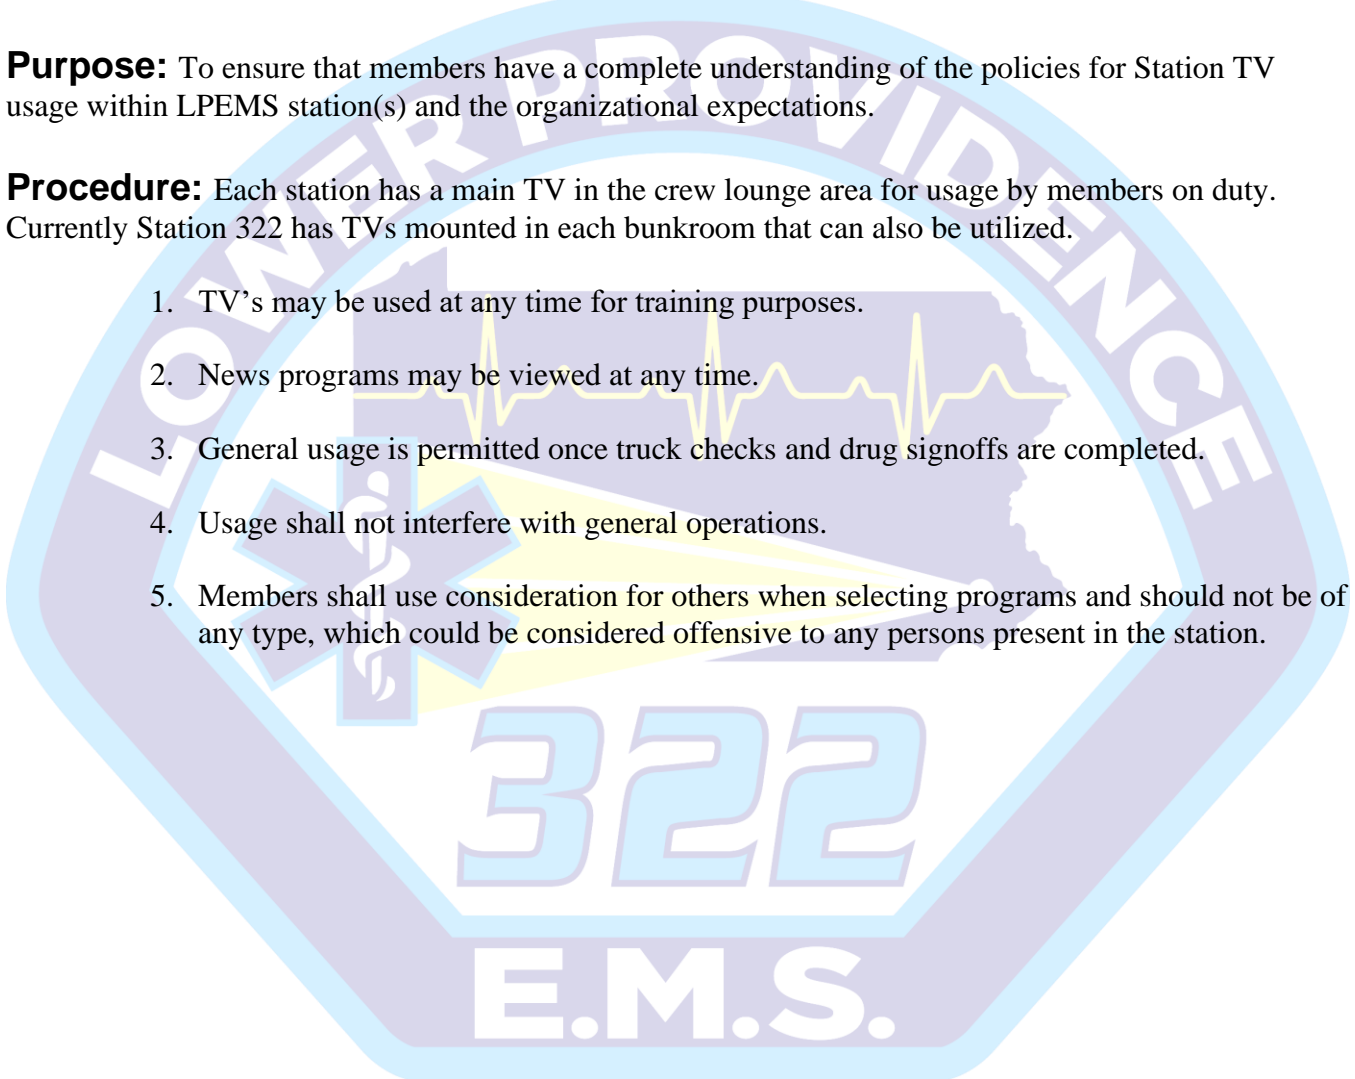 Purpose: To ensure that members have a complete understanding of the policies for Station TV
usage within LPEMS station(s) and the organizational expectations.
Procedure: Each station has a main TV in the crew lounge area for usage by members on duty.
Currently Station 322 has TVs mounted in each bunkroom that can also be utilized.
1. TV’s may be used at any time for training purposes.
2. News programs may be viewed at any time.
3. General usage is permitted once truck checks and drug signoffs are completed.
4. Usage shall not interfere with general operations.
5. Members shall use consideration for others when selecting programs and should not be of
any type, which could be considered offensive to any persons present in the station.
LOWER PROVIDENCE
322
E.M.S.